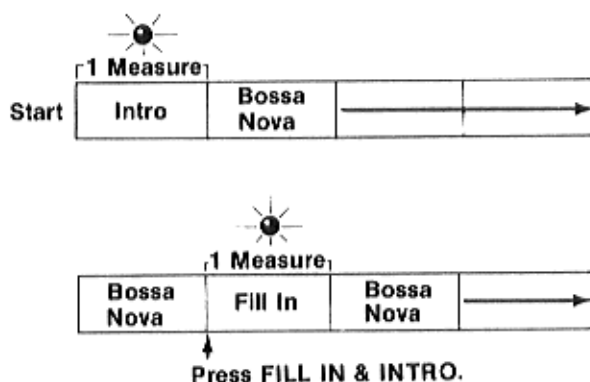 1 Measure
Start Intro Bossa
Nova
1 Measure
Bossa
Nova Fill In Bossa
Nova
Press FILL IN & INTRO.